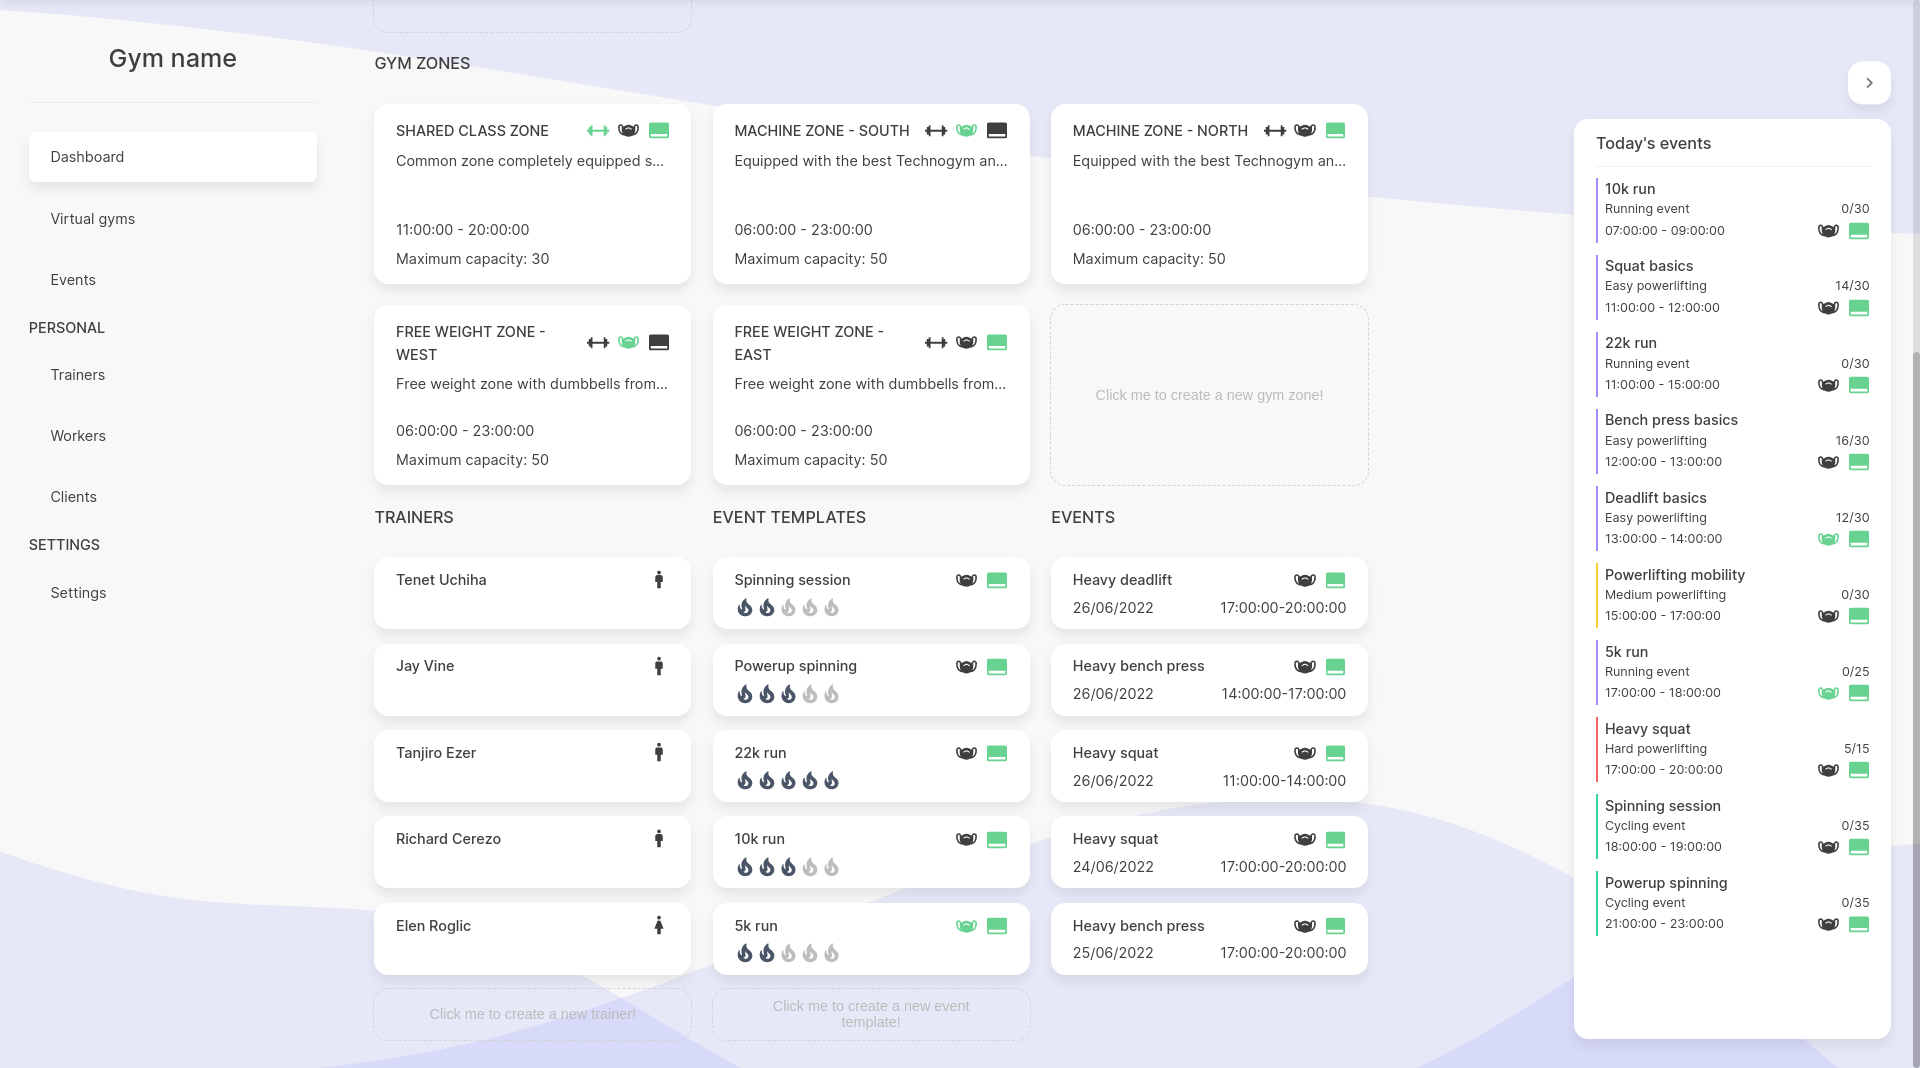 Gym name
Dashboard
Virtual gyms
Events
PERSONAL
Trainers
Workers
Clients
SETTINGS
Settings
GYM ZONES
SHARED CLASS ZONE
Common zone completely equipped s...
11:00:00 - 20:00:00
Maximum capacity: 30
MACHINE ZONE - SOUTH
Equipped with the best Technogym an...
06:00:00 - 23:00:00
Maximum capacity: 50
MACHINE ZONE - NORTH
Equipped with the best Technogym an...
06:00:00 - 23:00:00
Maximum capacity: 50
FREE WEIGHT ZONE -
WEST
Free weight zone with dumbbells from...
06:00:00 - 23:00:00
Maximum capacity: 50
FREE WEIGHT ZONE -
EAST
Free weight zone with dumbbells from...
06:00:00 - 23:00:00
Maximum capacity: 50
Click me to create a new gym zone!
TRAINERS
Tenet Uchiha
Jay Vine
Tanjiro Ezer
Richard Cerezo
Elen Roglic
Click me to create a new trainer!
EVENT TEMPLATES
Spinning session
Powerup spinning
22k run
10k run
5k run
Click me to create a new event
template!
EVENTS
Heavy deadlift
26/06/2022 17:00:00-20:00:00
Heavy bench press
26/06/2022 14:00:00-17:00:00
Heavy squat
26/06/2022 11:00:00-14:00:00
Heavy squat
24/06/2022 17:00:00-20:00:00
Heavy bench press
25/06/2022 17:00:00-20:00:00
Today's events
10k run
Running event 0/30
07:00:00 - 09:00:00
Squat basics
Easy powerlifting 14/30
11:00:00 - 12:00:00
22k run
Running event 0/30
11:00:00 - 15:00:00
Bench press basics
Easy powerlifting 16/30
12:00:00 - 13:00:00
Deadlift basics
Easy powerlifting 12/30
13:00:00 - 14:00:00
Powerlifting mobility
Medium powerlifting 0/30
15:00:00 - 17:00:00
5k run
Running event 0/25
17:00:00 - 18:00:00
Heavy squat
Hard powerlifting 5/15
17:00:00 - 20:00:00
Spinning session
Cycling event 0/35
18:00:00 - 19:00:00
Powerup spinning
Cycling event 0/35
21:00:00 - 23:00:00